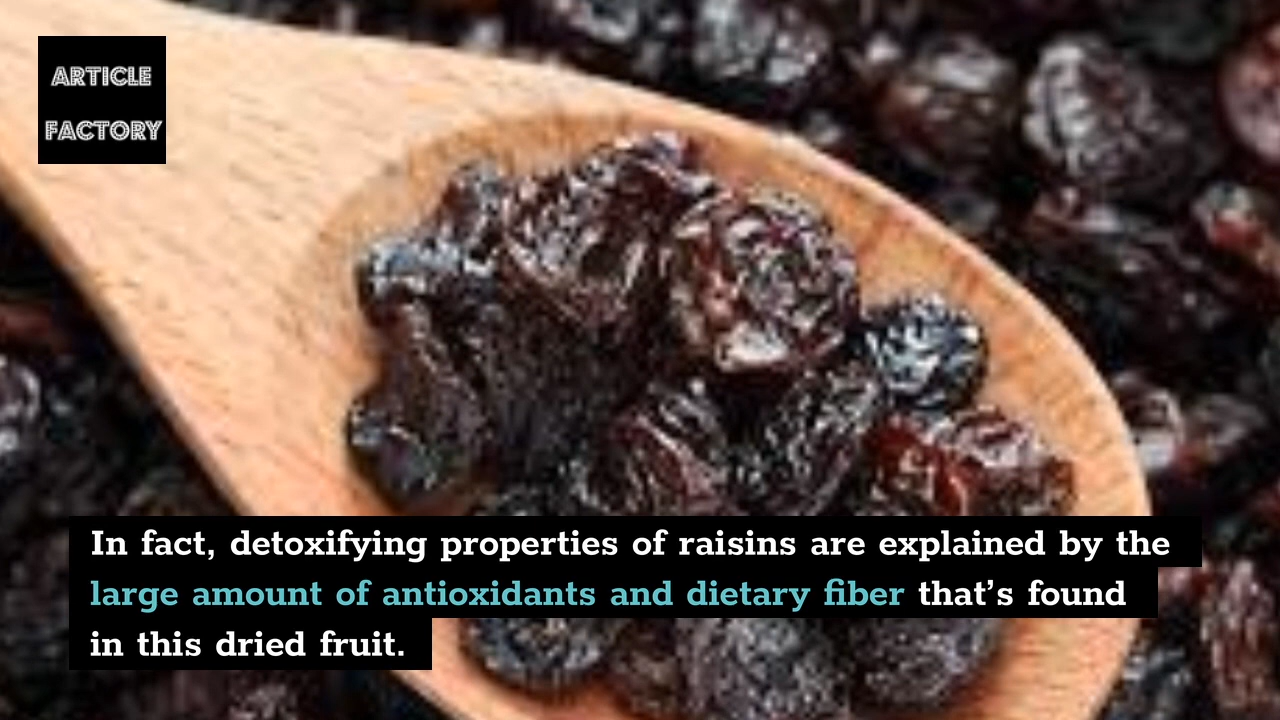 ARTICLE
FACTORY
In fact, detoxifying properties of raisins are explained by the
large amount of antioxidants and dietary fiber that’s found
in this dried fruit.